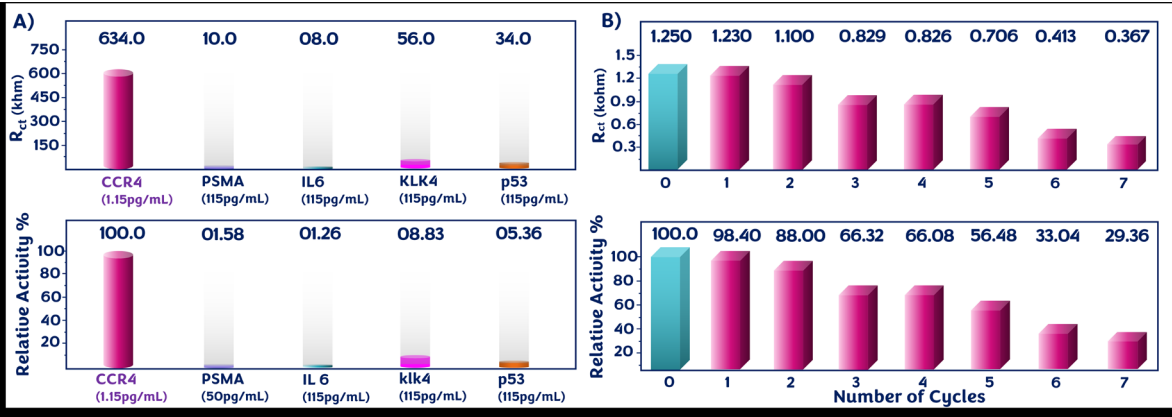 A)
634.0 10.0 08.0 56.0 34.0
750
600
450
300
150
Rct (khm)
CCR4 PSMA IL6 KLK4 p53
(1.15pg/mL) (115pg/mL) (115pg/mL) (115pg/mL) (115pg/mL)
100.0 01.58 01.26 08.83 05.36
100
80
60
40
20
Relative Activity %
CCR4 PSMA IL 6 klk4 p53
(1.15pg/mL) (50pg/mL) (115pg/mL) (115pg/mL) (115pg/mL)
B)
1.250 1.230 1.100 0.829 0.826 0.706 0.413 0.367
1.5
1.2
0.9
0.6
0.3
Rct (kohm)
0 1 2 3 4 5 6 7
100.0 98.40 88.00 66.32 66.08 56.48 33.04 29.36
100
80
60
40
20
Relative Activity %
0 1 2 3 4 5 6 7
Number of Cycles